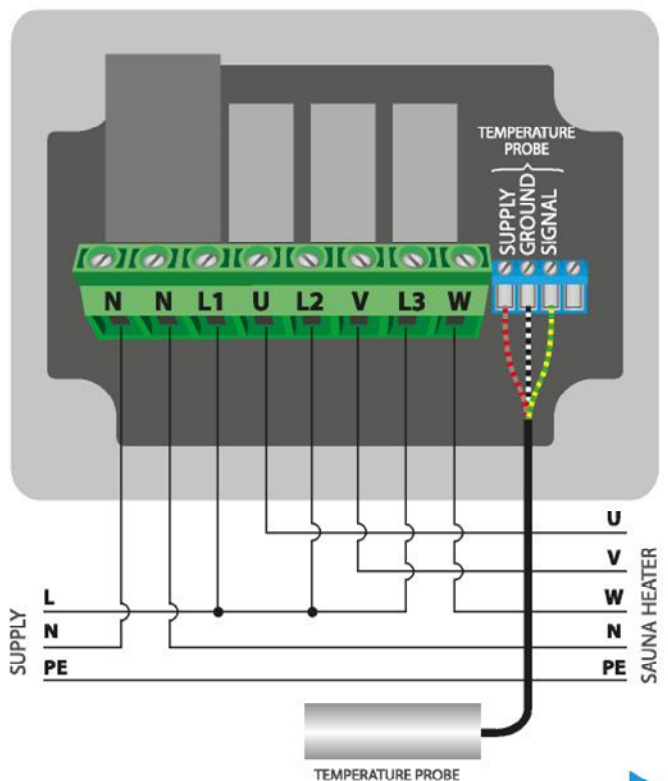 TEMPERATURE
PROBE
SUPPLY
GROUND
SIGNAL
N N L1 U L2 V L3 W
U
V
L W
N N
PE PE
SUPPLY
SAUNA HEATER
TEMPERATURE PROBE